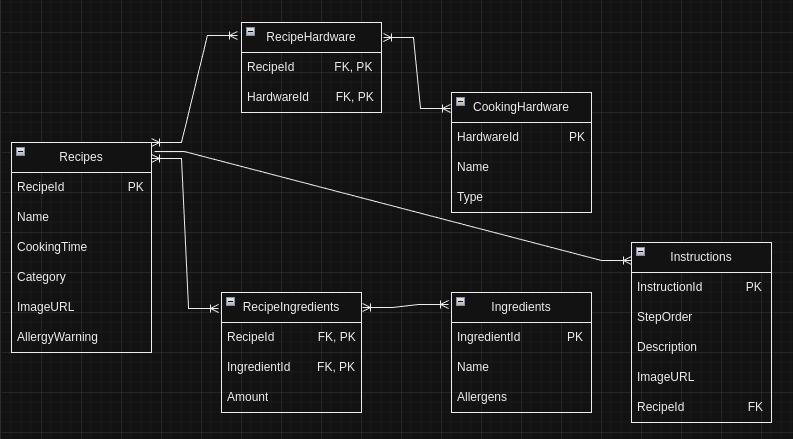 RecipeHardware
RecipeId FK, PK
HardwareId FK, PK
CookingHardware
HardwareId PK
Name
Type
Recipes
RecipeId PK
Name
CookingTime
Category
ImageURL
AllergyWarning
RecipeIngredients
RecipeId FK, PK
IngredientId FK, PK
Amount
Ingredients
IngredientId PK
Name
Allergens
Instructions
InstructionId PK
StepOrder
Description
ImageURL
RecipeId FK